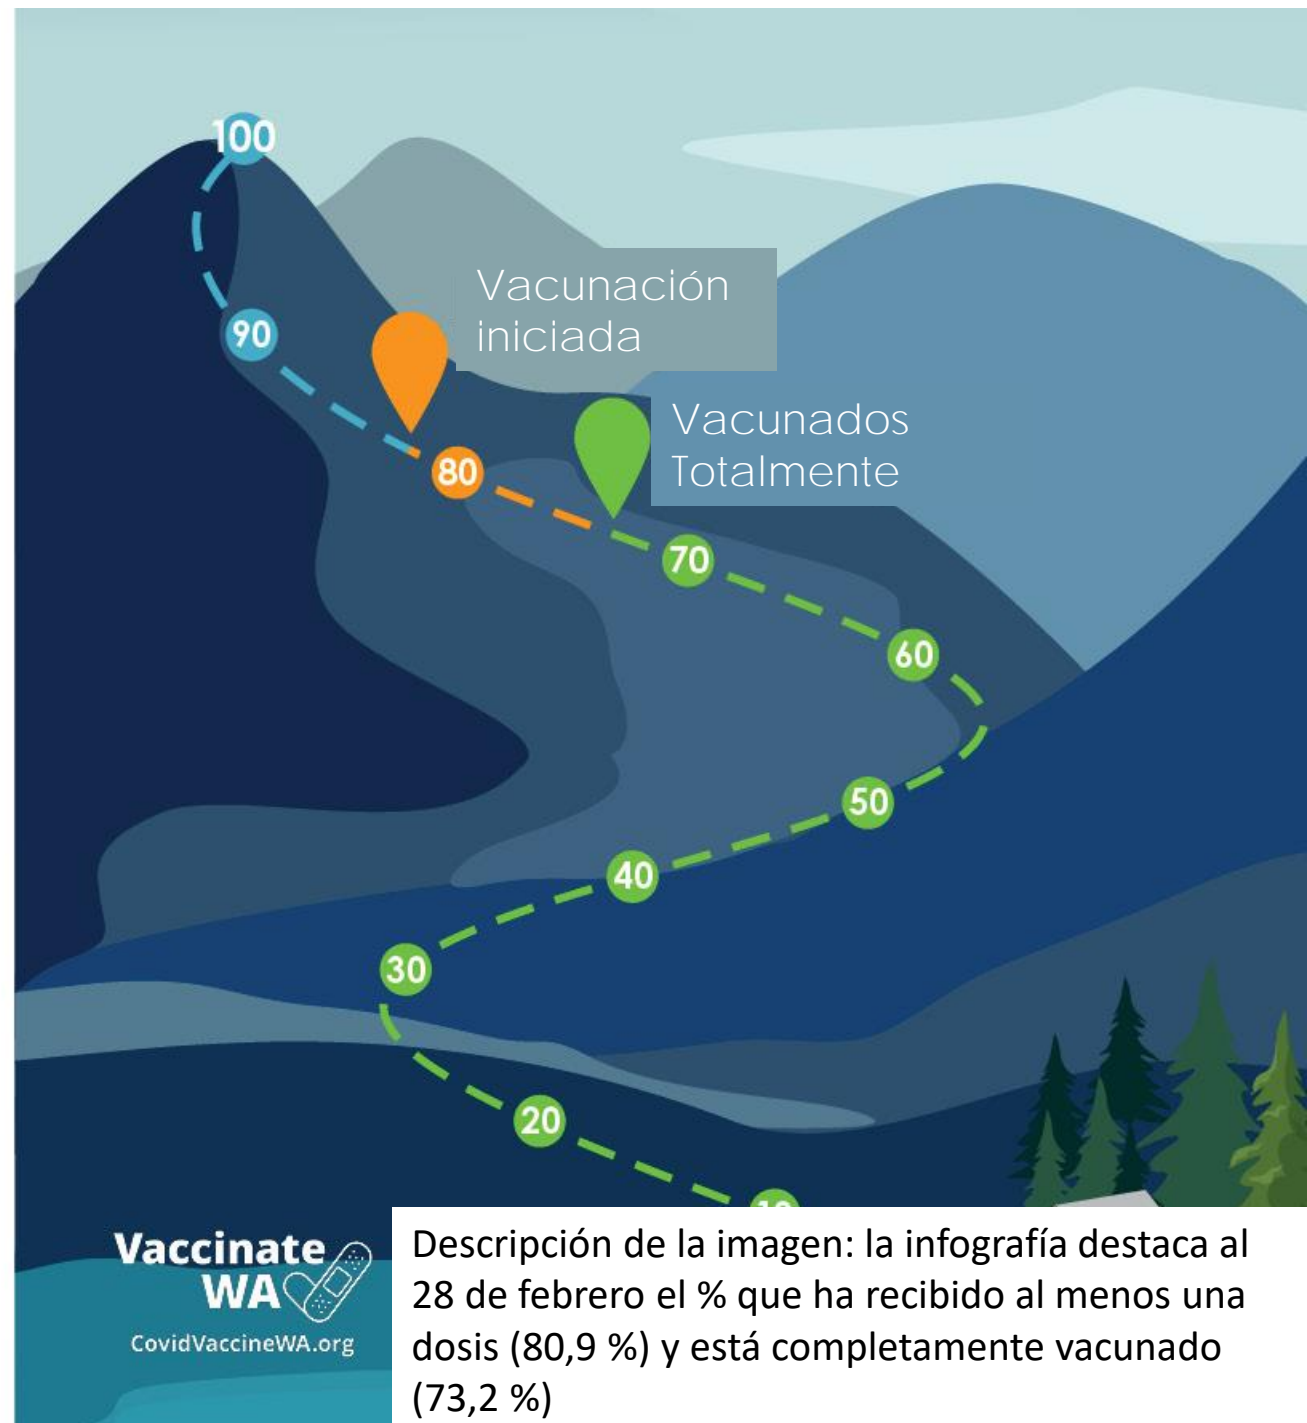 100
Vacunación
iniciada
90
Vacunados
Totalmente
80
70
60
50
40
30
20
Vaccinate
WA
CovidVaccineWA.org
Descripción de la imagen: la infografía destaca al
28 de febrero el % que ha recibido al menos una
dosis (80,9 %) y está completamente vacunado
(73,2 %)